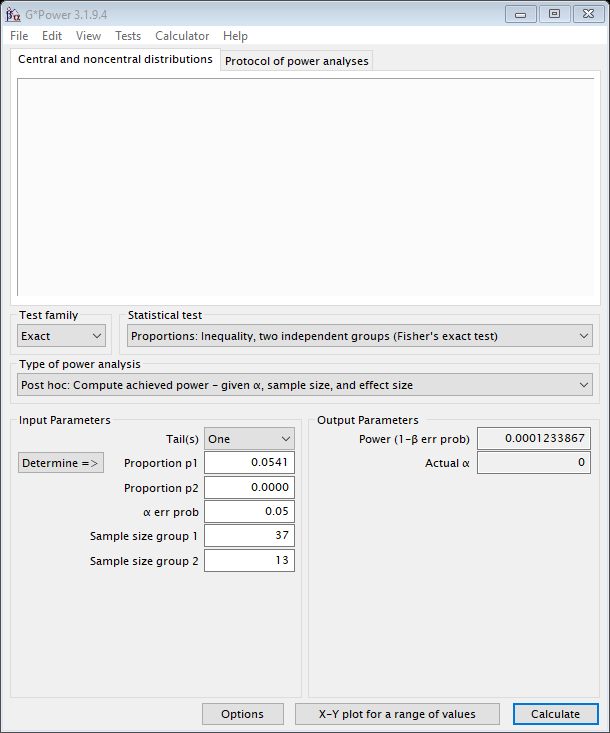 G*Power 3.1.9.4
File Edit View Tests Calculator Help
Central and noncentral distributions Protocol of power analyses
Test family Statistical test
Exact Proportions: Inequality, two independent groups (Fisher's exact test)
Type of power analysis
Post hoc: Compute achieved power – given α, sample size, and effect size
Input Parameters Output Parameters
Tail(s) One Power (1-β err prob) 0.0001233867
Determine => Proportion p1 0.0541 Actual α 0
Proportion p2 0.0000
α err prob 0.05
Sample size group 1 37
Sample size group 2 13
Options X-Y plot for a range of values Calculate